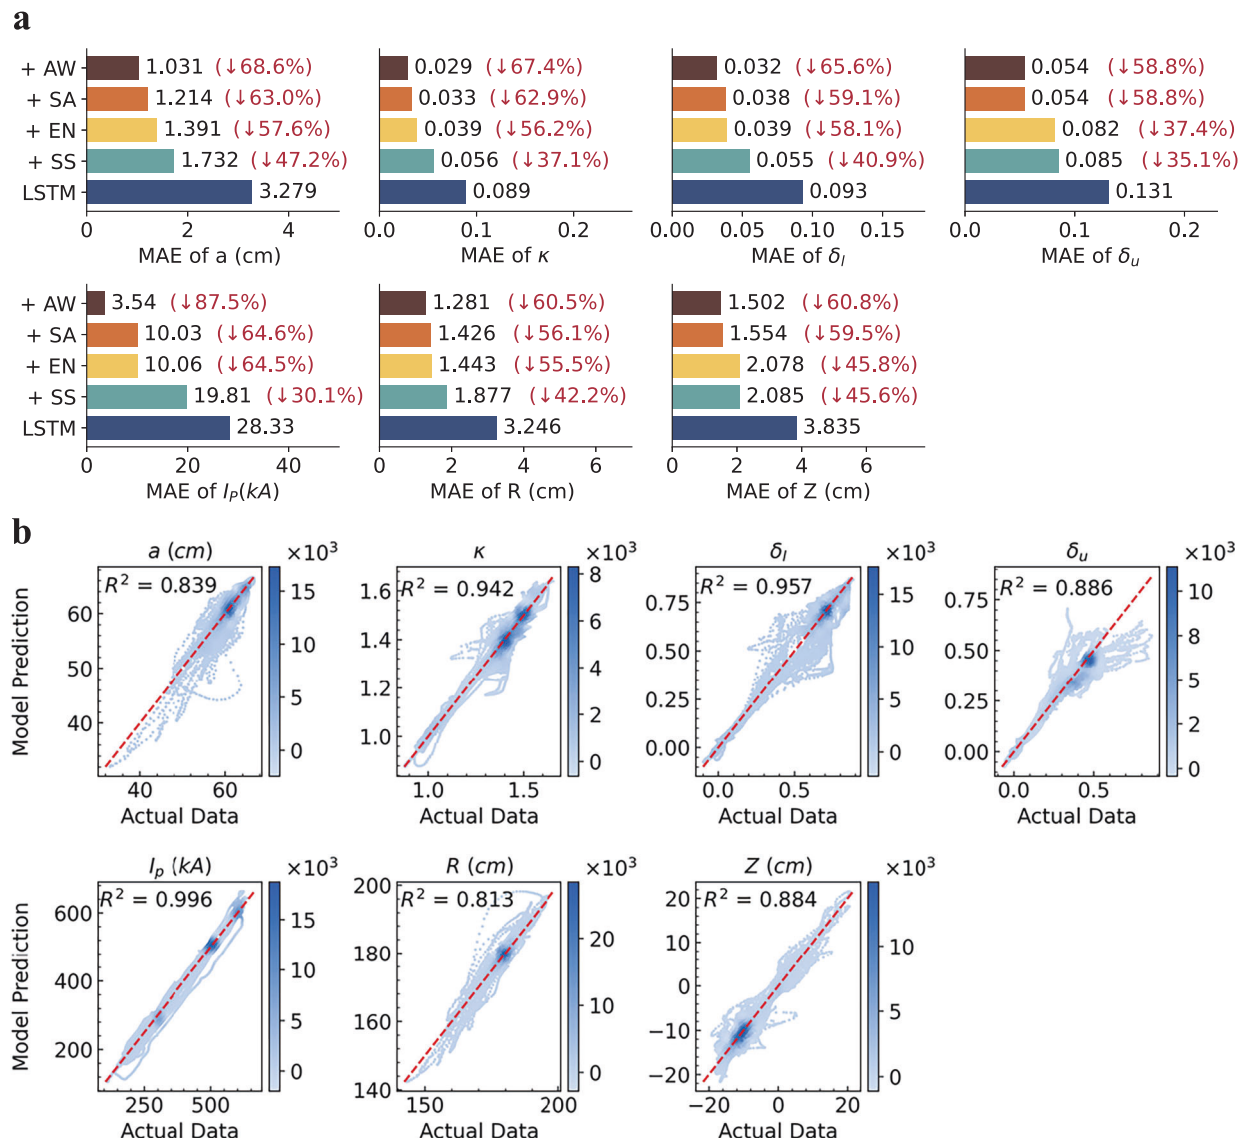 a
+ AW 1.031 (↓68.6%) 0.029 (↓67.4%) 0.032 (↓65.6%) 0.054 (↓58.8%)
+ SA 1.214 (↓63.0%) 0.033 (↓62.9%) 0.038 (↓59.1%) 0.054 (↓58.8%)
+ EN 1.391 (↓57.6%) 0.039 (↓56.2%) 0.039 (↓58.1%) 0.082 (↓37.4%)
+ SS 1.732 (↓47.2%) 0.056 (↓37.1%) 0.055 (↓40.9%) 0.085 (↓35.1%)
LSTM 3.279 0.089 0.093 0.131
0 2 4 0.0 0.1 0.2 0.00 0.05 0.10 0.15 0.0 0.1 0.2
MAE of a (cm) MAE of κ MAE of δ_l MAE of δ_u
+ AW 3.54 (↓87.5%) 1.281 (↓60.5%) 1.502 (↓60.8%)
+ SA 10.03 (↓64.6%) 1.426 (↓56.1%) 1.554 (↓59.5%)
+ EN 10.06 (↓64.5%) 1.443 (↓55.5%) 2.078 (↓45.8%)
+ SS 19.81 (↓30.1%) 1.877 (↓42.2%) 2.085 (↓45.6%)
LSTM 28.33 3.246 3.835
0 20 40 0 2 4 6 0 2 4 6
MAE of I_P(kA) MAE of R (cm) MAE of Z (cm)
b
a (cm) ×10³ κ ×10³ δ_l ×10³ δ_u ×10³
R² = 0.839 R² = 0.942 R² = 0.957 R² = 0.886
Model Prediction
60 50 40
15 10 5 0
1.6 1.4 1.2 1.0
8 6 4 2 0
0.75 0.50 0.25 0.00
15 10 5 0
0.75 0.50 0.25 0.00
10 8 6 4 2 0
40 60 1.0 1.5 0.0 0.5 0.0 0.5
Actual Data Actual Data Actual Data Actual Data
I_p (kA) ×10³ R (cm) ×10³ Z (cm) ×10³
R² = 0.996 R² = 0.813 R² = 0.884
Model Prediction
600 400 200
15 10 5 0
200 180 160 140
20 10 0
20 10 0 −10 −20
10 5 0
250 500 150 200 −20 0 20
Actual Data Actual Data Actual Data